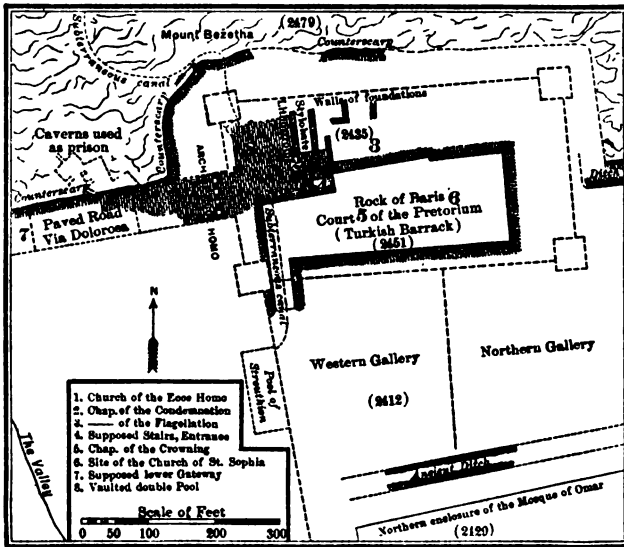 (2479)
Mount Bezetha
Subterraneous canal
Counterscarp
Counterscarp
Walls of foundations
Stylobate
(2435)
3
Caverns used
as prison
ARCH
Counterscarp
Ditch
Rock of Baris 6
Court 5 of the Pretorium
(Turkish Barrack)
(2451)
7 Paved Road
Via Dolorosa
HOMO
Subterraneous canal
N
Western Gallery
Northern Gallery
(2412)
Pool of
Strouthion
1. Church of the Ecce Homo
2. Chap. of the Condemnation
3. — of the Flagellation
4. Supposed Stairs, Entrance
5. Chap. of the Crowning
6. Site of the Church of St. Sophia
7. Supposed lower Gateway
8. Vaulted double Pool
Scale of Feet
0 50 100 200 300
The Valley
Ancient Ditch
Northern enclosure of the Mosque of Omar
(2129)